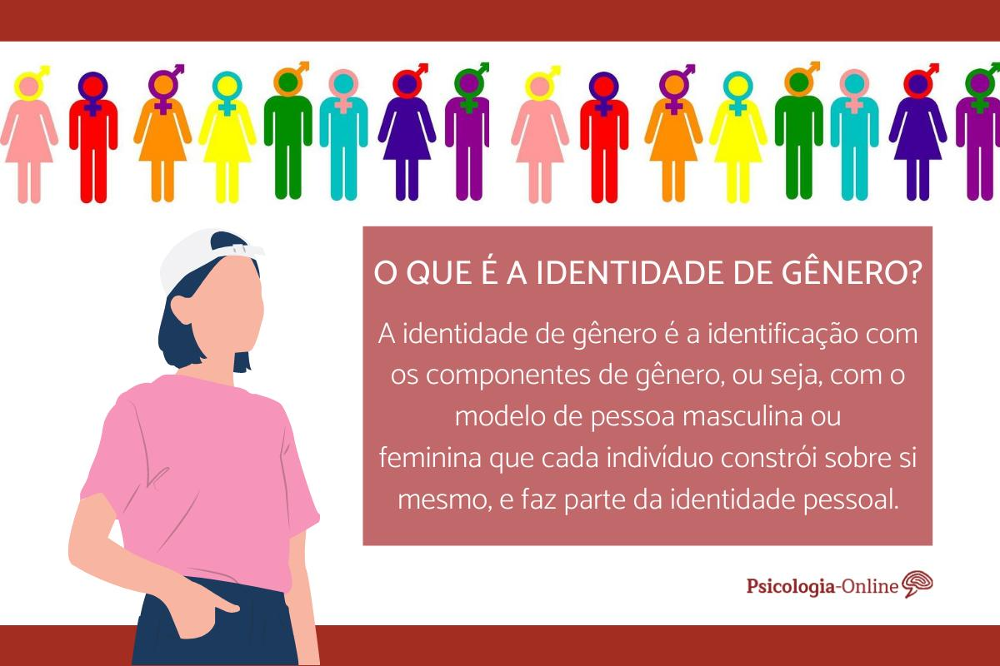 O QUE É A IDENTIDADE DE GÊNERO?
A identidade de gênero é a identificação com
os componentes de gênero, ou seja, com o
modelo de pessoa masculina ou
feminina que cada indivíduo constrói sobre si
mesmo, e faz parte da identidade pessoal.
Psicologia-Online